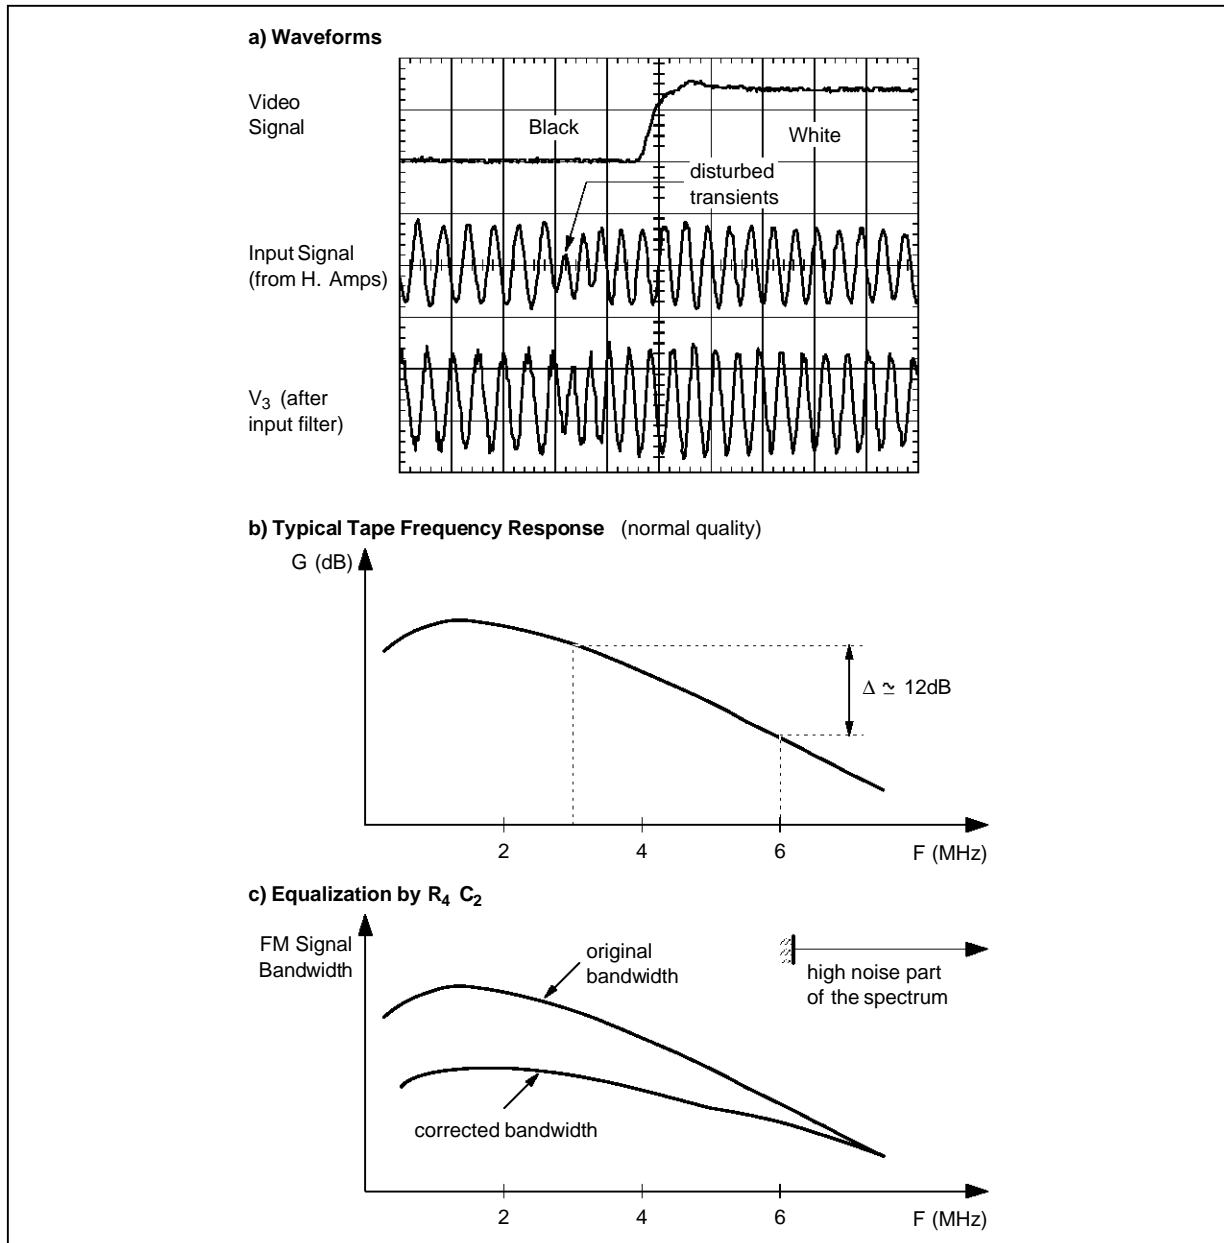 a) Waveforms
Video
Signal
Black
White
disturbed
transients
Input Signal
(from H. Amps)
V3 (after
input filter)
b) Typical Tape Frequency Response (normal quality)
G (dB)
Δ ≃ 12dB
2
4
6
F (MHz)
c) Equalization by R4 C2
FM Signal
Bandwidth
original
bandwidth
high noise part
of the spectrum
corrected bandwidth
2
4
6
F (MHz)